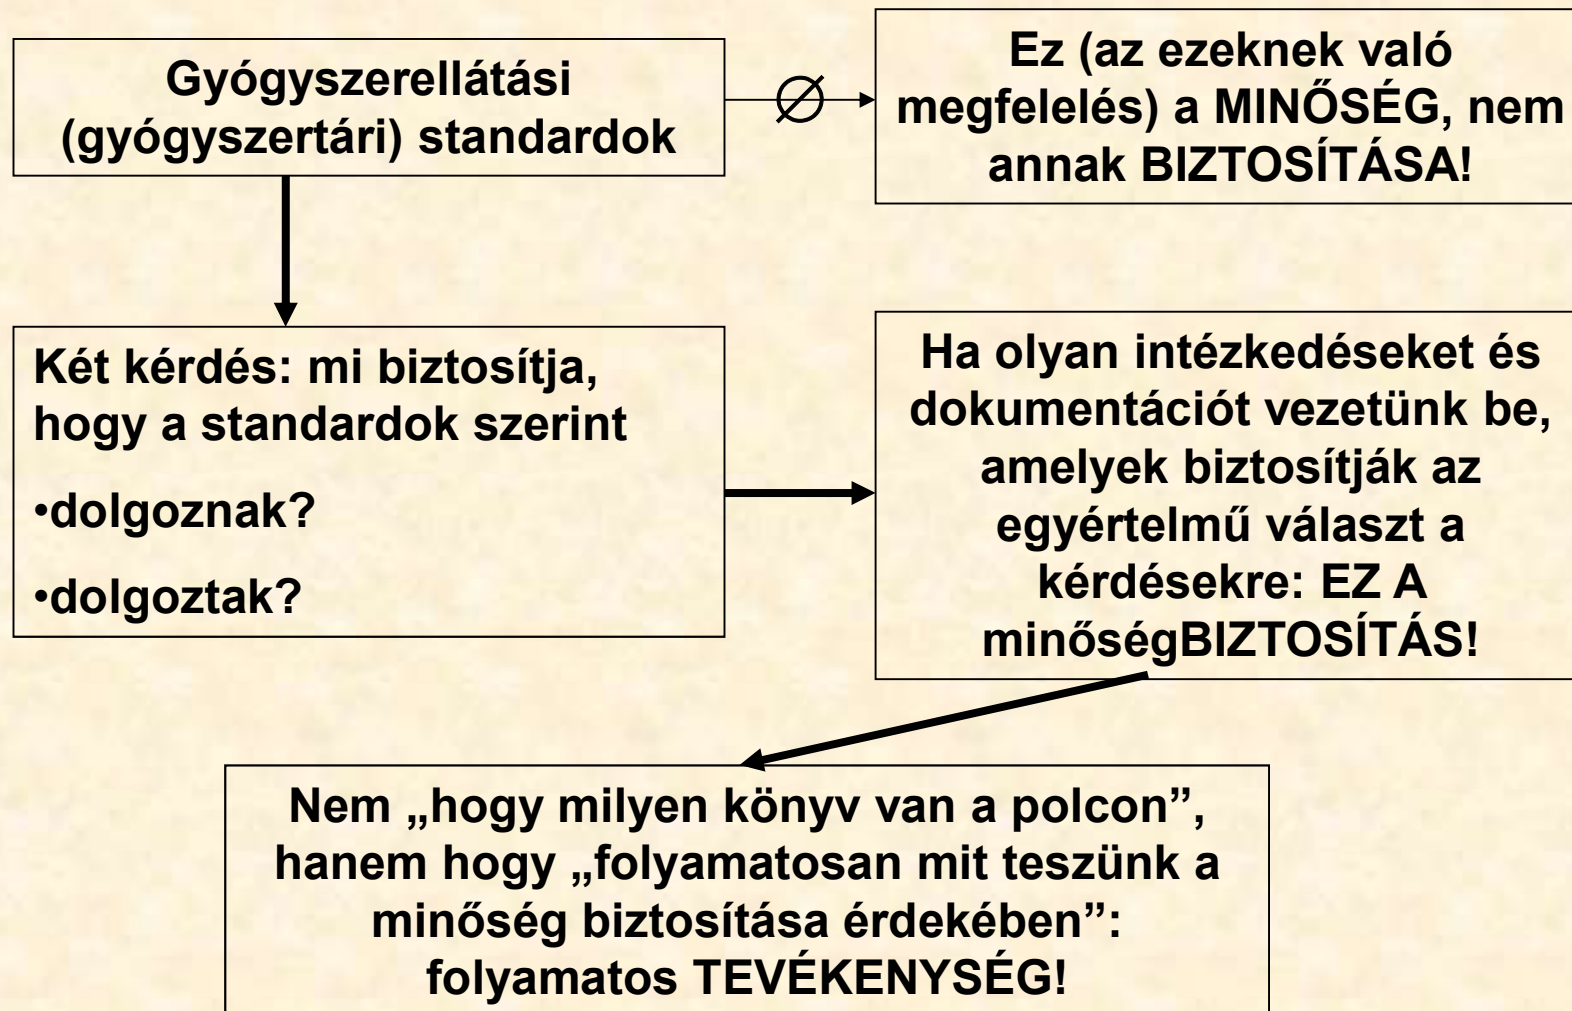 Gyógyszerellátási
(gyógyszertári) standardok
Ez (az ezeknek való
megfelelés) a MINŐSÉG, nem
annak BIZTOSÍTÁSA!
Két kérdés: mi biztosítja,
hogy a standardok szerint
•dolgoznak?
•dolgoztak?
Ha olyan intézkedéseket és
dokumentációt vezetünk be,
amelyek biztosítják az
egyértelmű választ a
kérdésekre: EZ A
minőségBIZTOSÍTÁS!
Nem „hogy milyen könyv van a polcon”,
hanem hogy „folyamatosan mit teszünk a
minőség biztosítása érdekében”:
folyamatos TEVÉKENYSÉG!